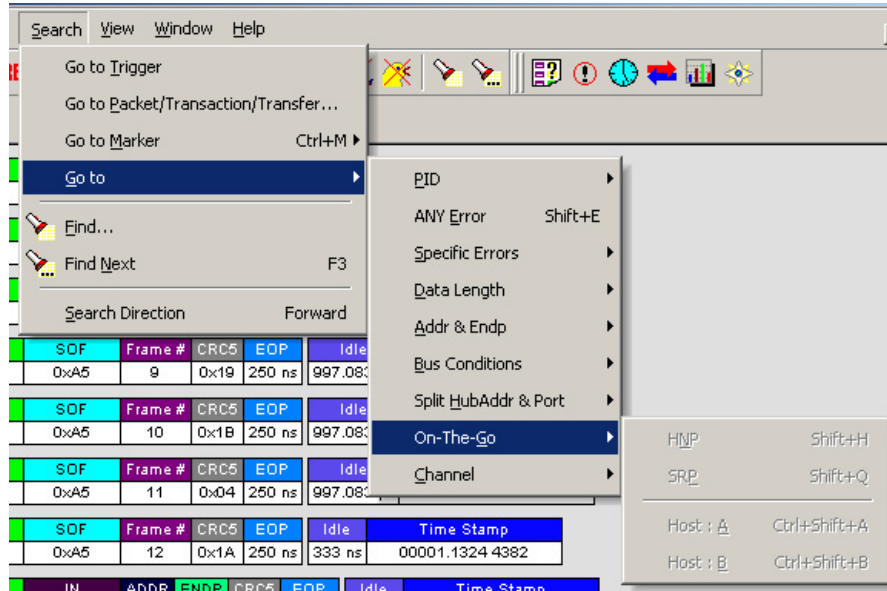 Search View Window Help
Go to Trigger
Go to Packet/Transaction/Transfer...
Go to Marker Ctrl+M
Go to
Find...
Find Next F3
Search Direction Forward
PID
ANY Error Shift+E
Specific Errors
Data Length
Addr & Endp
Bus Conditions
Split HubAddr & Port
On-The-Go
Channel
HNP Shift+H
SRP Shift+Q
Host : A Ctrl+Shift+A
Host : B Ctrl+Shift+B
SOF Frame # CRC5 EOP Idle
0xA5 9 0x19 250 ns 997.083
SOF Frame # CRC5 EOP Idle
0xA5 10 0x1B 250 ns 997.083
SOF Frame # CRC5 EOP Idle
0xA5 11 0x04 250 ns 997.083
SOF Frame # CRC5 EOP Idle Time Stamp
0xA5 12 0x1A 250 ns 333 ns 00001.1324 4382
IN ADDR ENDP CRC5 EOP Idle Time Stamp